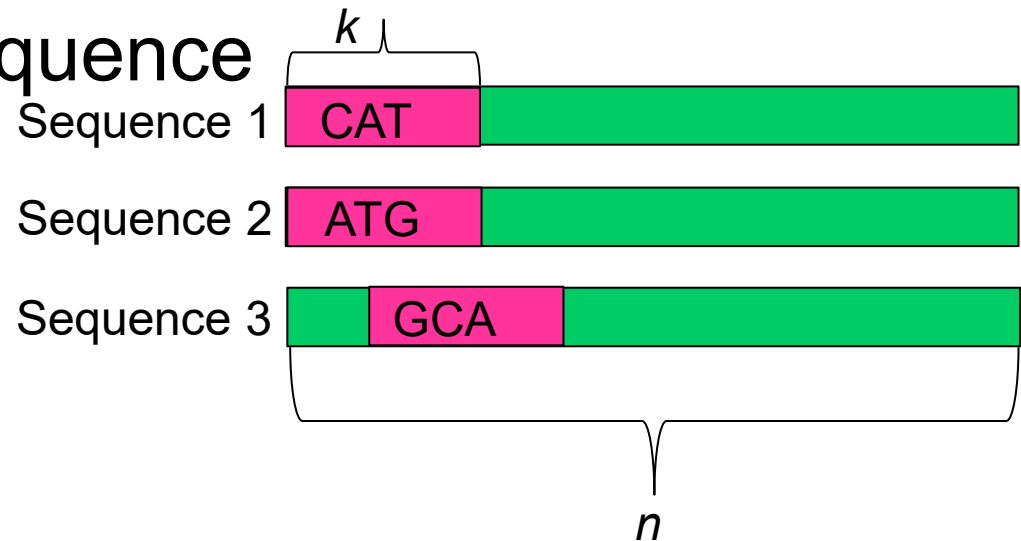 k
quence
Sequence 1 CAT
Sequence 2 ATG
Sequence 3 GCA
n